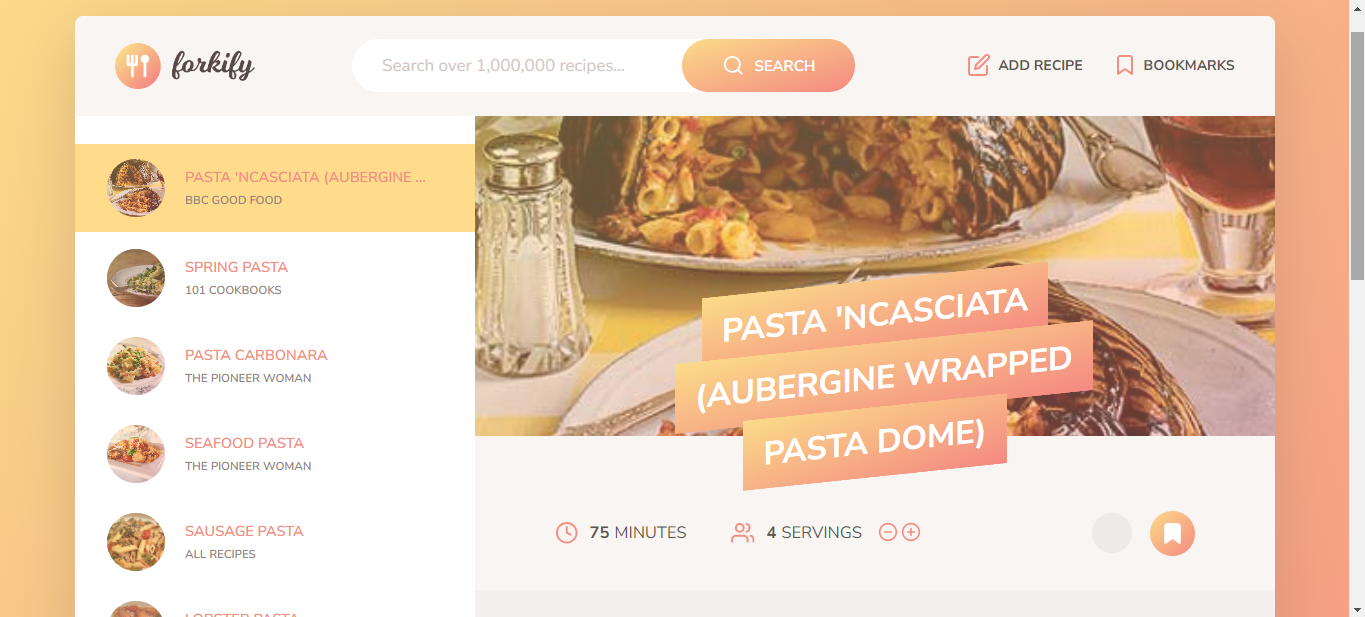 forkify
Search over 1,000,000 recipes...
SEARCH
ADD RECIPE
BOOKMARKS
PASTA 'NCASCIATA (AUBERGINE ...
BBC GOOD FOOD
SPRING PASTA
101 COOKBOOKS
PASTA CARBONARA
THE PIONEER WOMAN
SEAFOOD PASTA
THE PIONEER WOMAN
SAUSAGE PASTA
ALL RECIPES
LOBSTER PASTA
PASTA 'NCASCIATA
(AUBERGINE WRAPPED
PASTA DOME)
75 MINUTES
4 SERVINGS